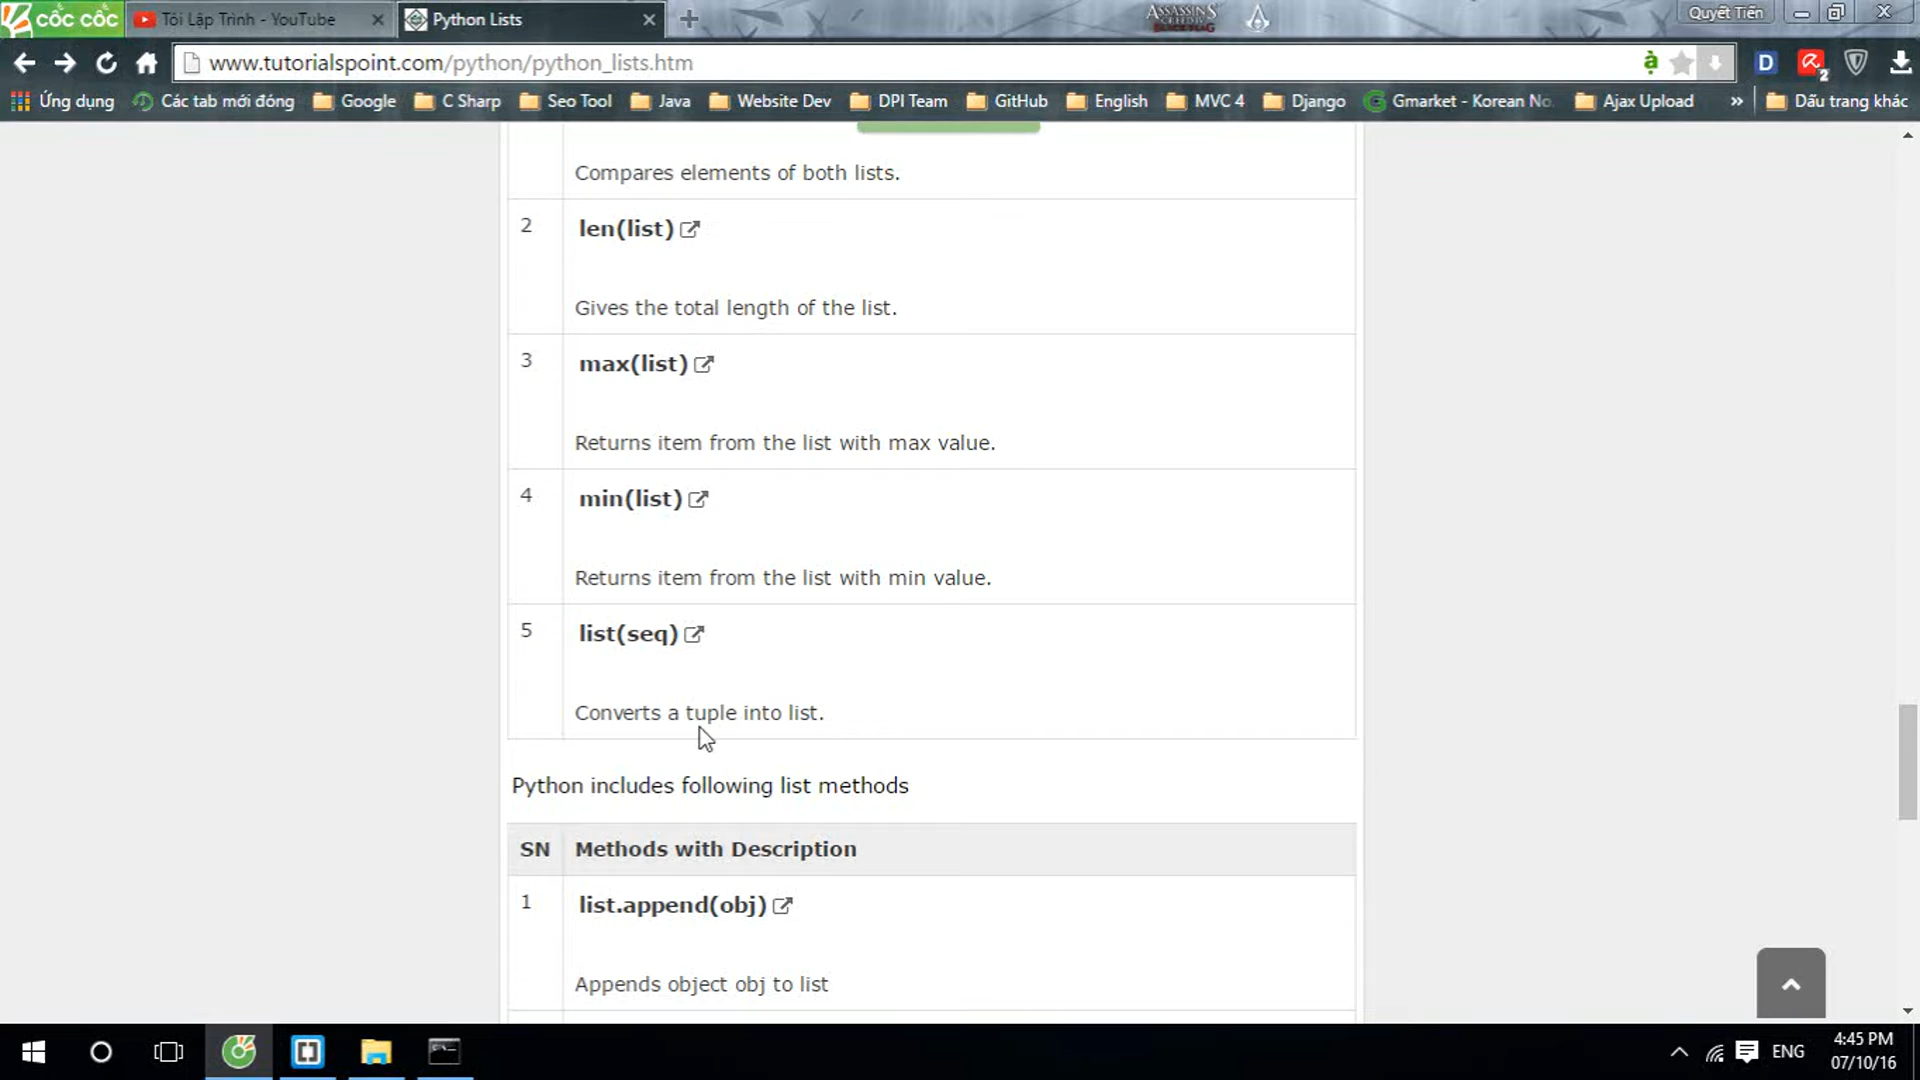 cốc cốc
Tôi Lập Trình - YouTube
Python Lists
ASSASSIN'S
Quyết Tiến
www.tutorialspoint.com/python/python_lists.htm
ạ
D
2
Ứng dụng
Các tab mới đóng
Google
C Sharp
Seo Tool
Java
Website Dev
DPI Team
GitHub
English
MVC 4
Django
Gmarket - Korean No
Ajax Upload
»
Dấu trang khác
Compares elements of both lists.
2
len(list)
Gives the total length of the list.
3
max(list)
Returns item from the list with max value.
4
min(list)
Returns item from the list with min value.
5
list(seq)
Converts a tuple into list.
Python includes following list methods
SN Methods with Description
1
list.append(obj)
Appends object obj to list
ENG
4:45 PM
07/10/16